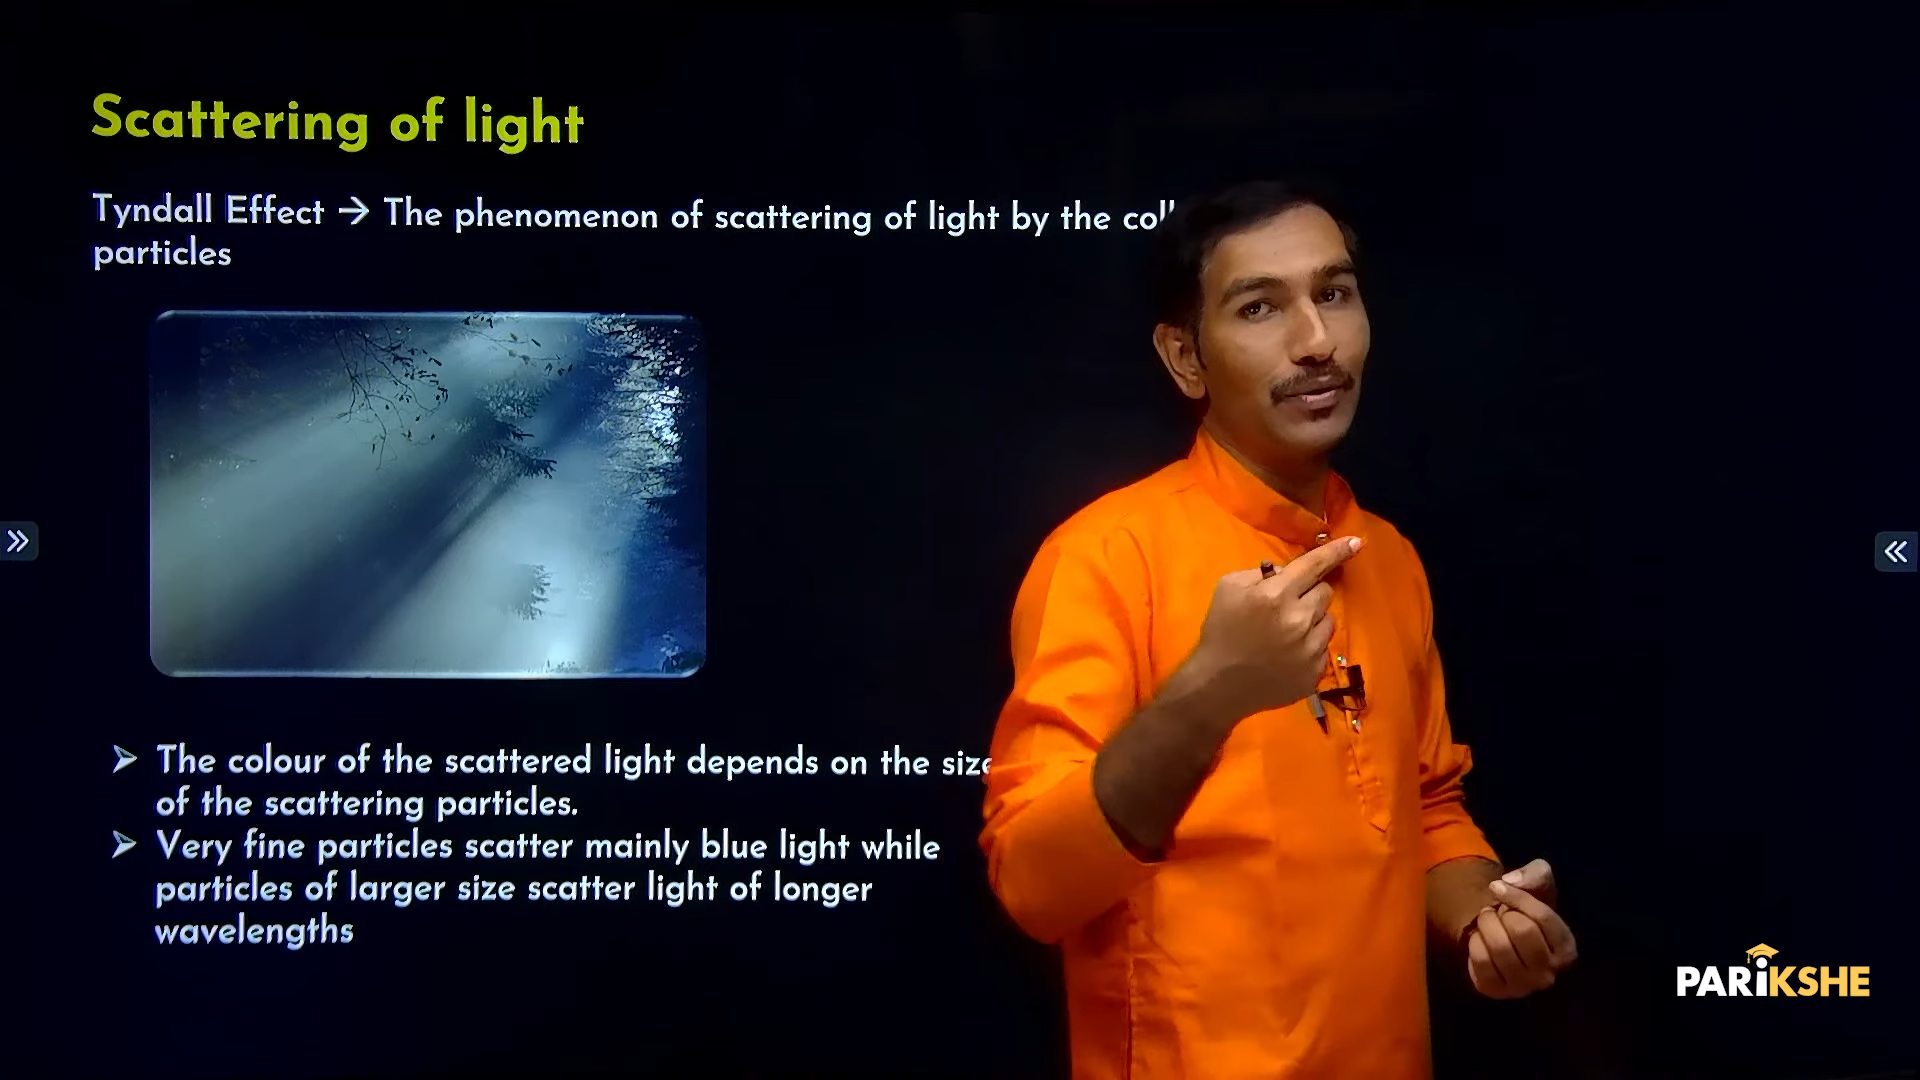 Scattering of light
Tyndall Effect → The phenomenon of scattering of light by the
particles
The colour of the scattered light depends on the size
of the scattering particles.
Very fine particles scatter mainly blue light while
particles of larger size scatter light of longer
wavelengths
PARIKSHE